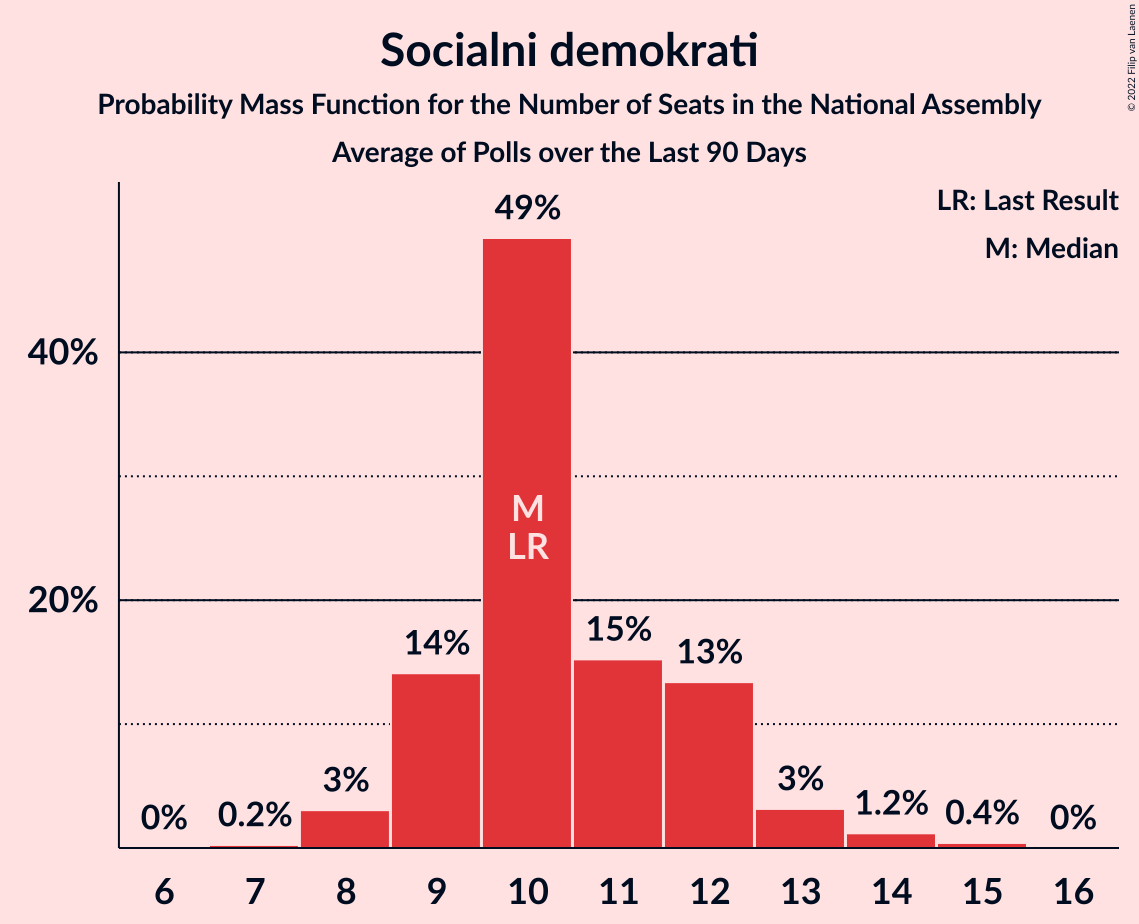 Socialni demokrati
Probability Mass Function for the Number of Seats in the National Assembly
Average of Polls over the Last 90 Days
© 2022 Filip van Laenen
LR: Last Result
M: Median
49%
40%
M
LR
20%
14%
15%
13%
0%
0.2%
3%
3%
1.2%
0.4%
0%
6 7 8 9 10 11 12 13 14 15 16